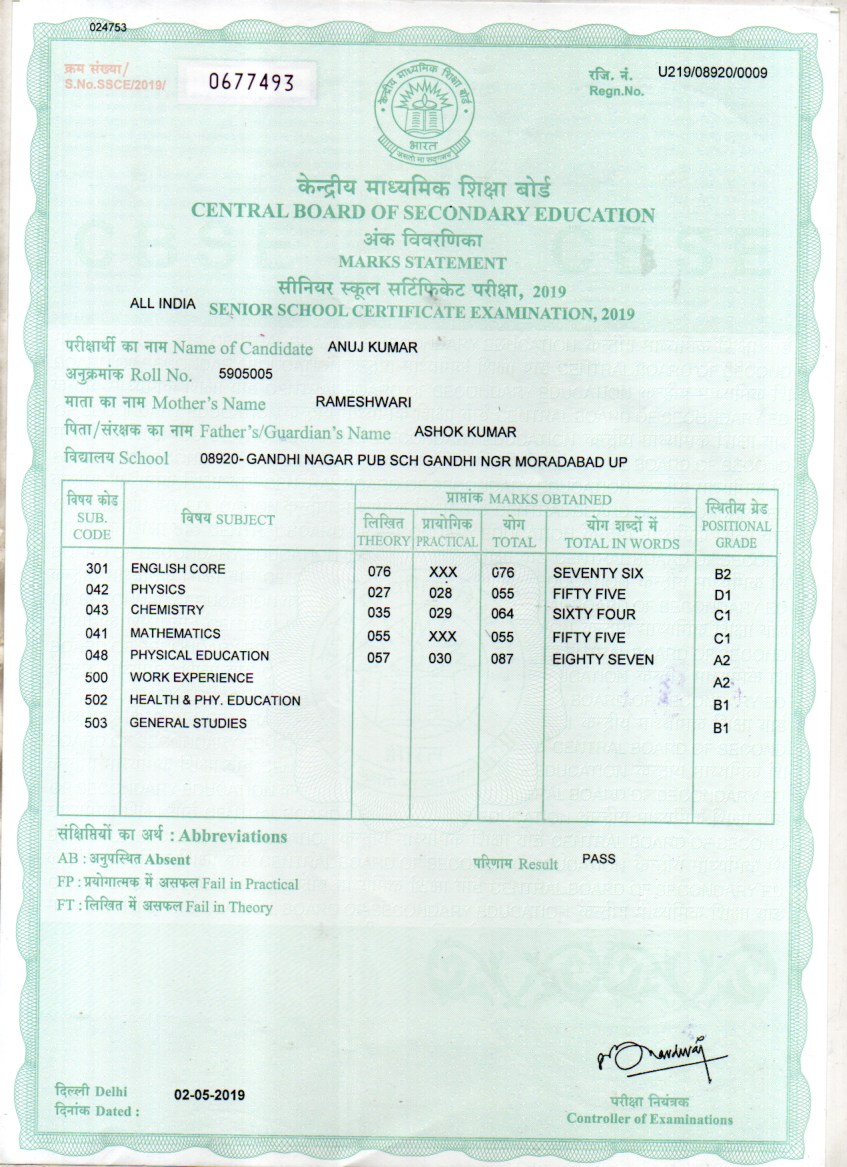 024753
क्रम संख्या/
S.No.SSCE/2019/ 0677493
रजि. नं. U219/08920/0009
Regn.No.
केन्द्रीय माध्यमिक शिक्षा बोर्ड
भारत
केन्द्रीय माध्यमिक शिक्षा बोर्ड
CENTRAL BOARD OF SECONDARY EDUCATION
अंक विवरणिका
MARKS STATEMENT
सीनियर स्कूल सर्टिफिकेट परीक्षा, 2019
ALL INDIA SENIOR SCHOOL CERTIFICATE EXAMINATION, 2019
परीक्षार्थी का नाम Name of Candidate ANUJ KUMAR
अनुक्रमांक Roll No. 5905005
माता का नाम Mother's Name RAMESHWARI
पिता/संरक्षक का नाम Father's/Guardian's Name ASHOK KUMAR
विद्यालय School 08920- GANDHI NAGAR PUB SCH GANDHI NGR MORADABAD UP
विषय कोड SUB. CODE विषय SUBJECT प्राप्तांक MARKS OBTAINED स्थितीय ग्रेड POSITIONAL GRADE
लिखित THEORY प्रायोगिक PRACTICAL योग TOTAL योग शब्दों में TOTAL IN WORDS
301 ENGLISH CORE 076 XXX 076 SEVENTY SIX B2
042 PHYSICS 027 028 055 FIFTY FIVE D1
043 CHEMISTRY 035 029 064 SIXTY FOUR C1
041 MATHEMATICS 055 XXX 055 FIFTY FIVE C1
048 PHYSICAL EDUCATION 057 030 087 EIGHTY SEVEN A2
500 WORK EXPERIENCE A2
502 HEALTH & PHY. EDUCATION B1
503 GENERAL STUDIES B1
संक्षिप्तियों का अर्थ : Abbreviations
AB : अनुपस्थित Absent
परिणाम Result PASS
FP : प्रयोगात्मक में असफल Fail in Practical
FT : लिखित में असफल Fail in Theory
दिल्ली Delhi
दिनांक Dated : 02-05-2019
परीक्षा नियंत्रक
Controller of Examinations